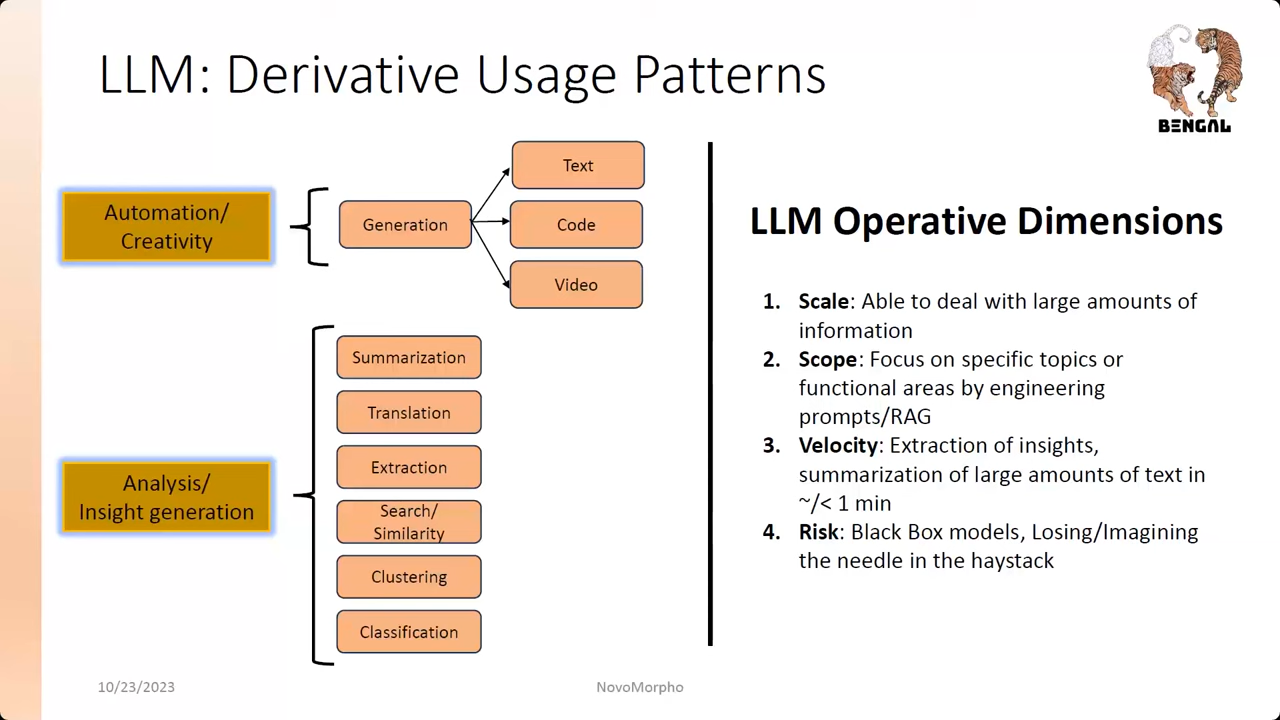 LLM: Derivative Usage Patterns
BENGAL
Automation/
Creativity
Generation
Text
Code
Video
Analysis/
Insight generation
Summarization
Translation
Extraction
Search/
Similarity
Clustering
Classification
LLM Operative Dimensions
1. Scale: Able to deal with large amounts of
information
2. Scope: Focus on specific topics or
functional areas by engineering
prompts/RAG
3. Velocity: Extraction of insights,
summarization of large amounts of text in
~/< 1 min
4. Risk: Black Box models, Losing/Imagining
the needle in the haystack
10/23/2023
NovoMorpho